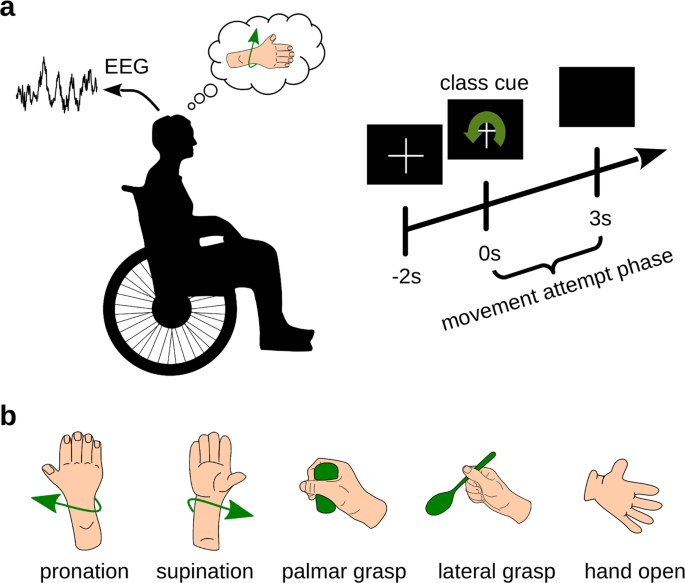 a
EEG
class cue
-2s
0s
3s
movement attempt phase
b
pronation
supination
palmar grasp
lateral grasp
hand open